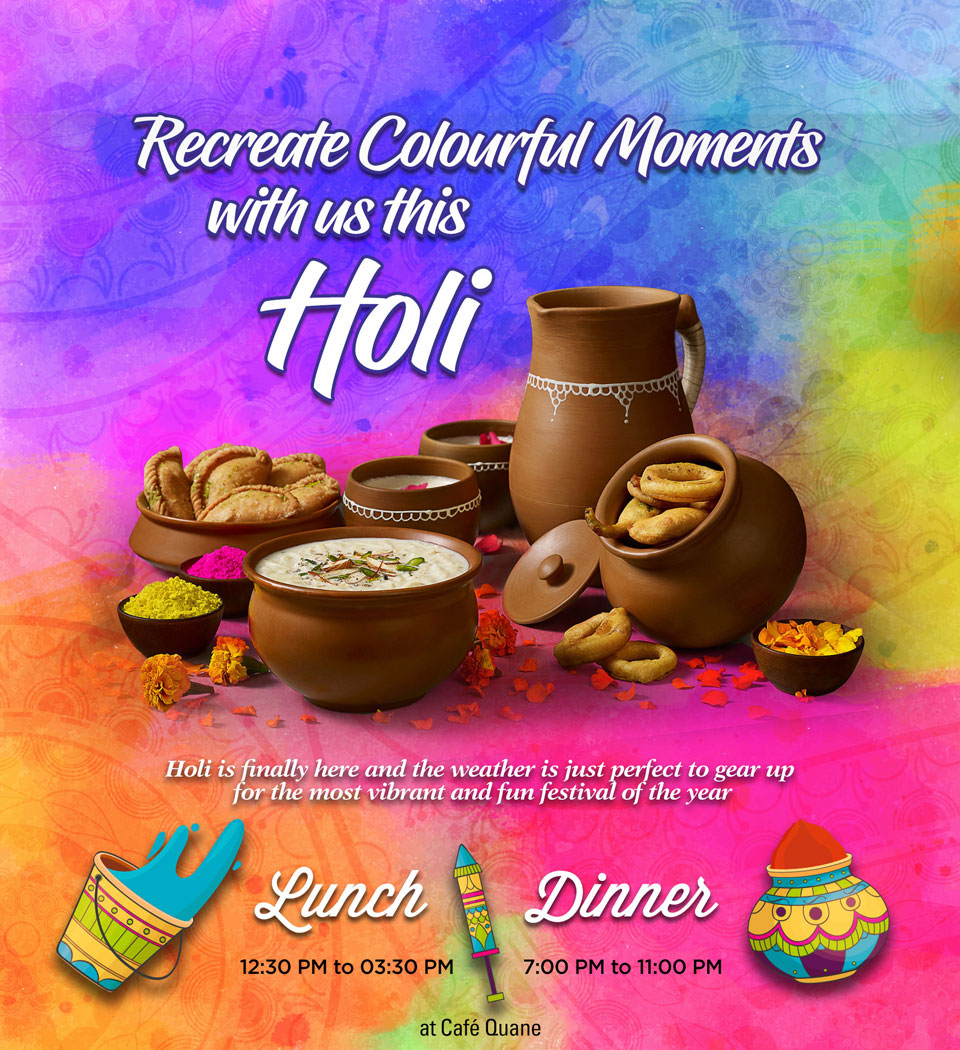 Recreate Colourful Moments
with us this
Holi
Holi is finally here and the weather is just perfect to gear up
for the most vibrant and fun festival of the year
Lunch
12:30 PM to 03:30 PM
Dinner
7:00 PM to 11:00 PM
at Café Quane